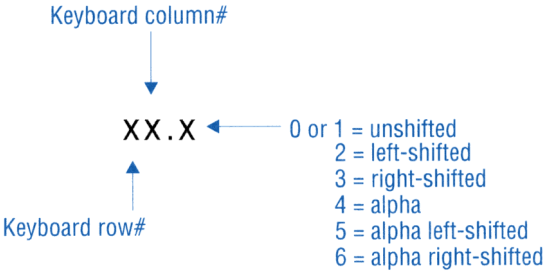 Keyboard column#
XX.X
0 or 1 = unshifted
2 = left-shifted
3 = right-shifted
4 = alpha
5 = alpha left-shifted
6 = alpha right-shifted
Keyboard row#